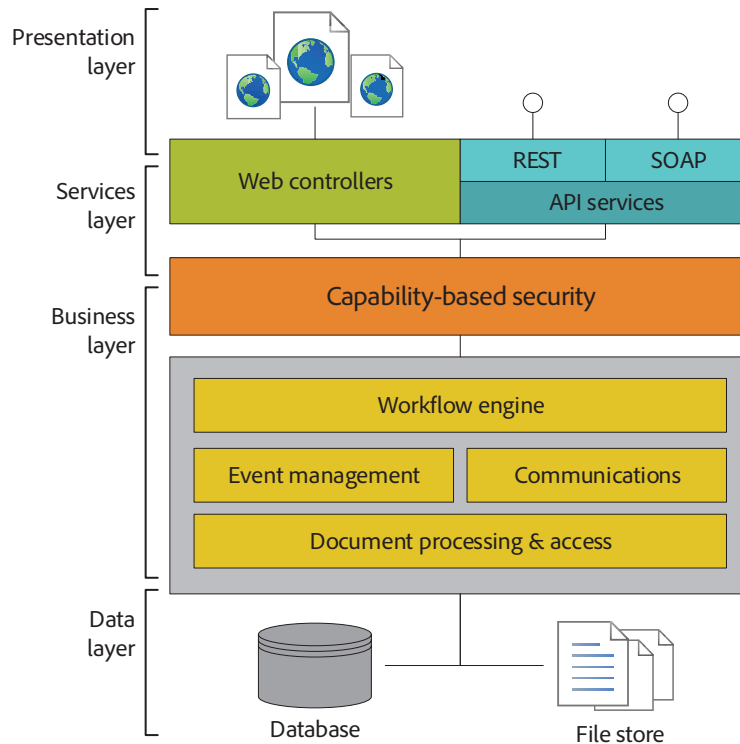 Presentation
layer
REST
SOAP
Web controllers
API services
Services
layer
Capability-based security
Business
layer
Workflow engine
Event management
Communications
Document processing & access
Data
layer
Database
File store